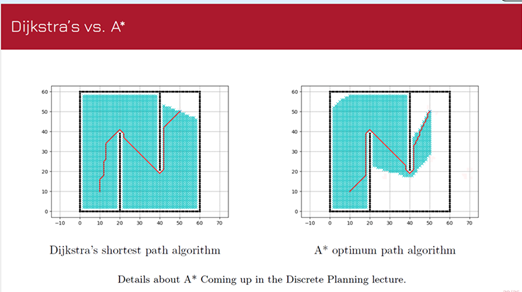 Dijkstra's vs. A*
60
50
40
30
20
10
0
-10 0 10 20 30 40 50 60 70
60
50
40
30
20
10
0
-10 0 10 20 30 40 50 60 70
Dijkstra's shortest path algorithm
A* optimum path algorithm
Details about A* Coming up in the Discrete Planning lecture.